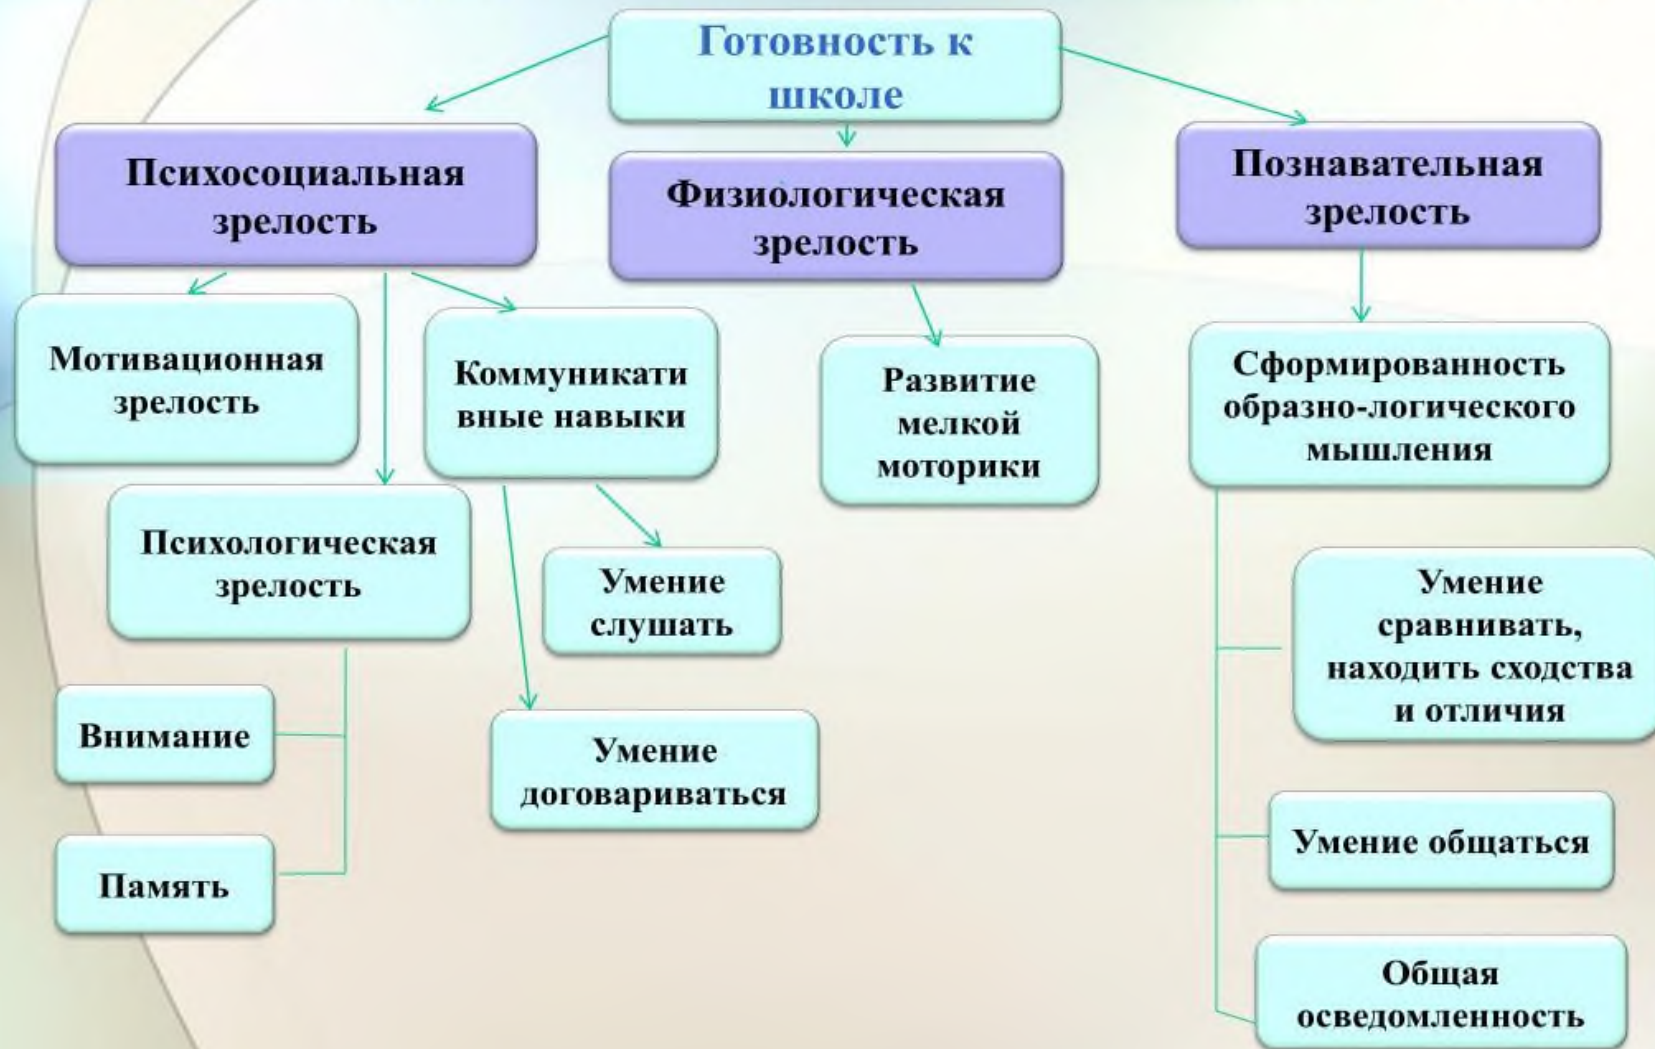 Готовность к
школе
Психосоциальная
зрелость
Физиологическая
зрелость
Познавательная
зрелость
Мотивационная
зрелость
Коммуникати
вные навыки
Развитие
мелкой
моторики
Сформированность
образно-логического
мышления
Психологическая
зрелость
Умение
слушать
Умение
сравнивать,
находить сходства
и отличия
Внимание
Умение
договариваться
Умение общаться
Память
Общая
осведомленность